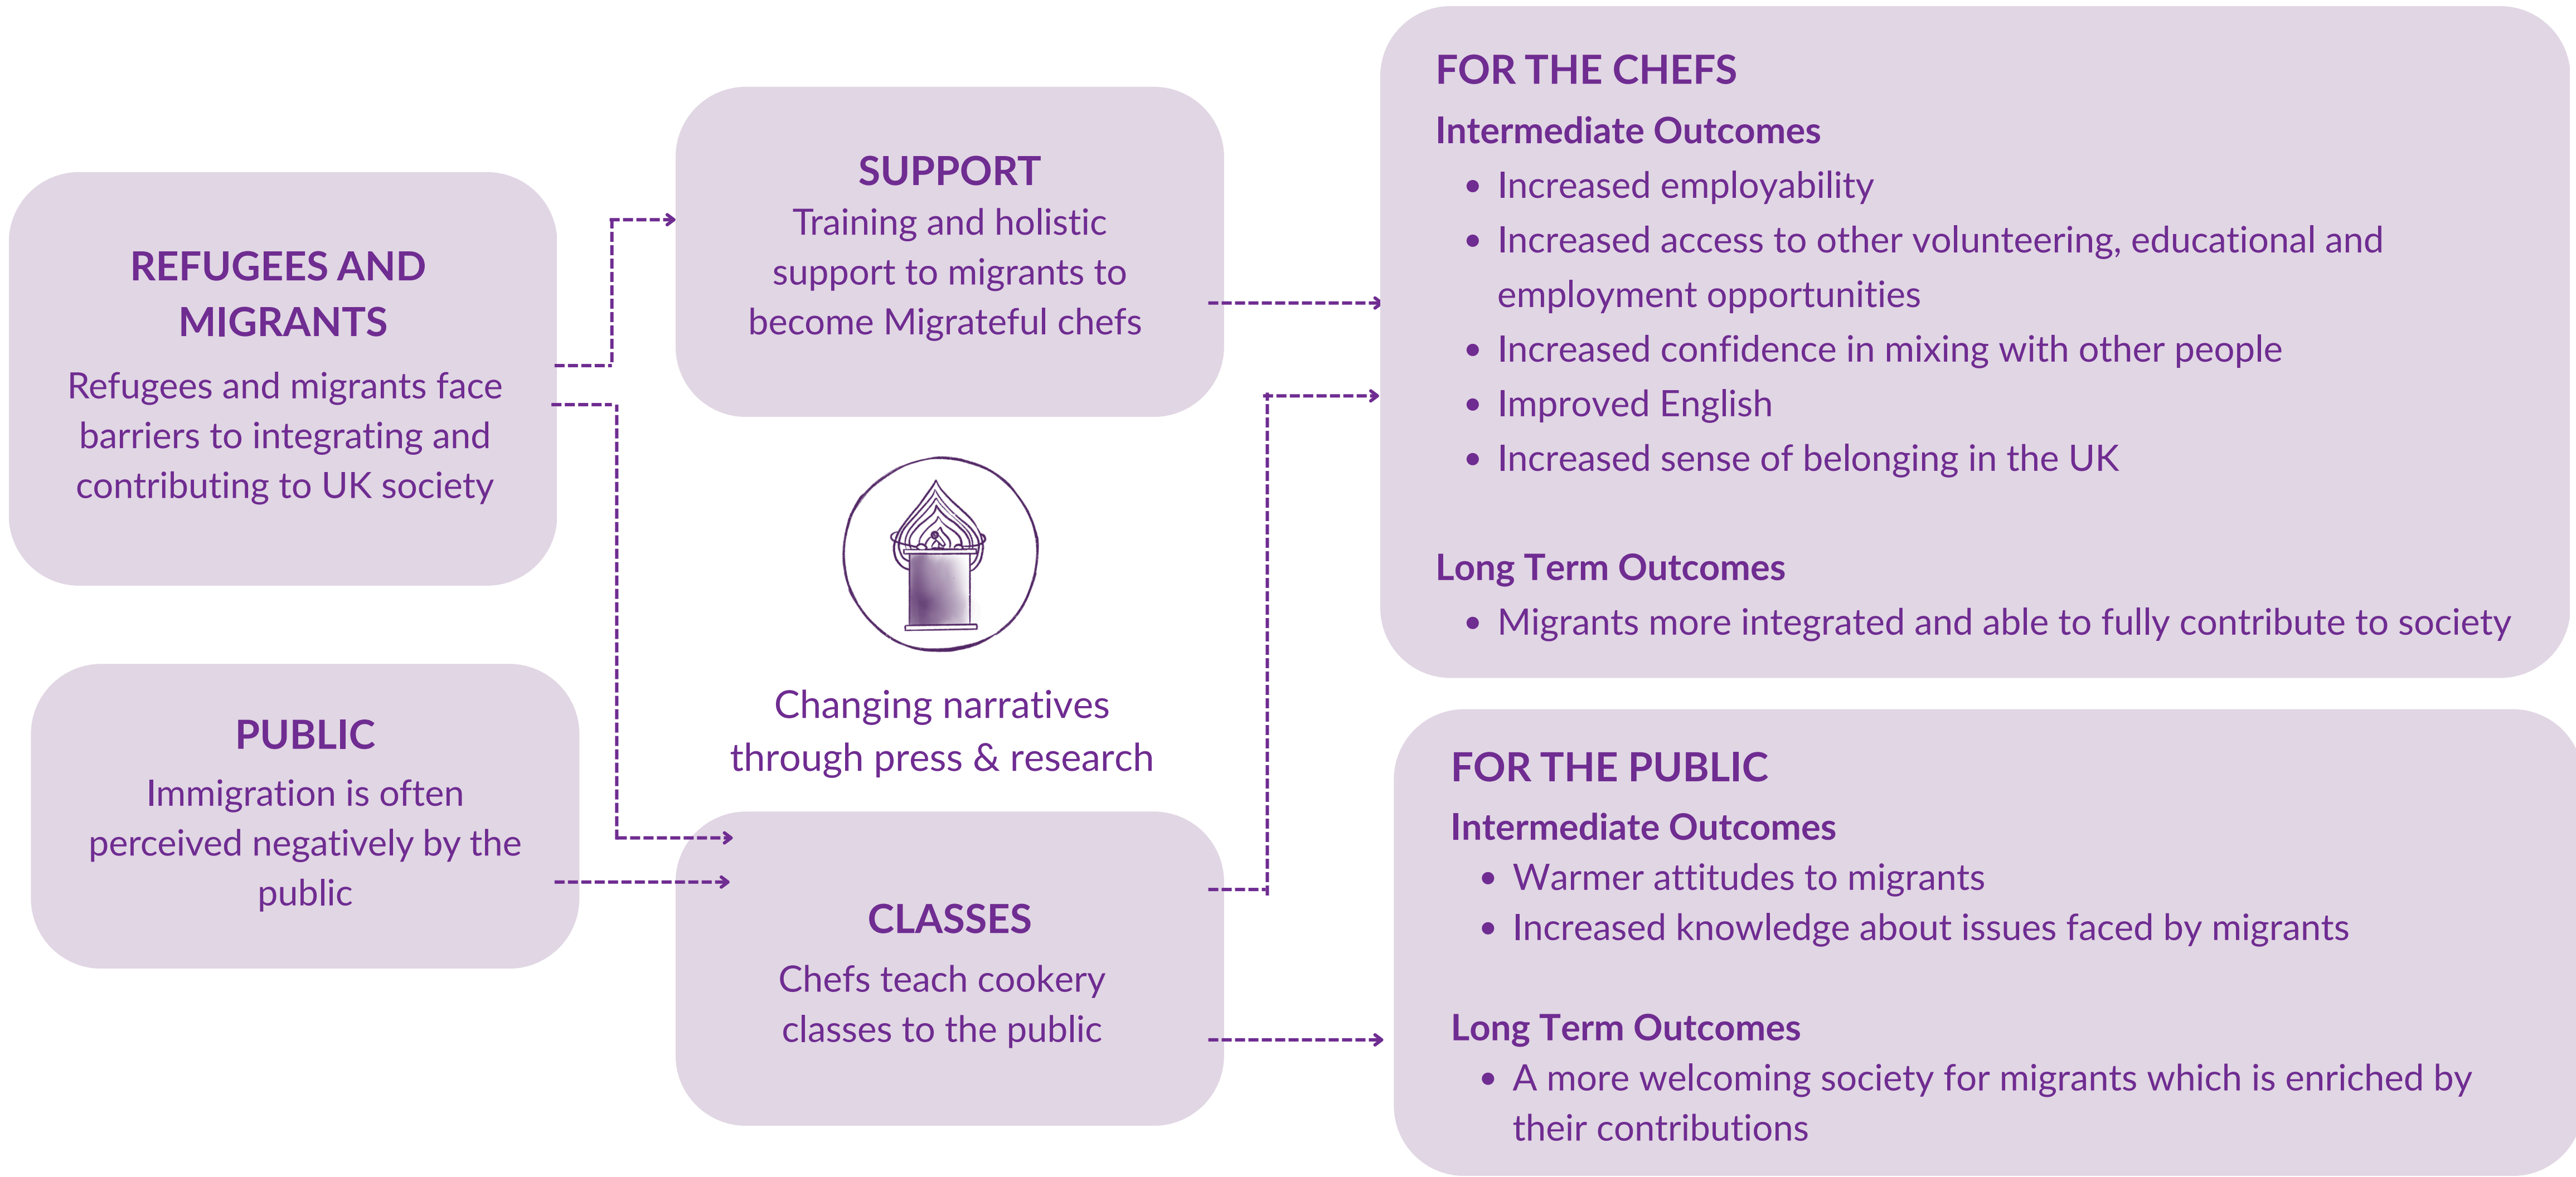 REFUGEES AND
MIGRANTS
Refugees and migrants face
barriers to integrating and
contributing to UK society
PUBLIC
Immigration is often
perceived negatively by the
public
SUPPORT
Training and holistic
support to migrants to
become Migrateful chefs
Changing narratives
through press & research
CLASSES
Chefs teach cookery
classes to the public
FOR THE CHEFS
Intermediate Outcomes
• Increased employability
• Increased access to other volunteering, educational and
employment opportunities
• Increased confidence in mixing with other people
• Improved English
• Increased sense of belonging in the UK
Long Term Outcomes
• Migrants more integrated and able to fully contribute to society
FOR THE PUBLIC
Intermediate Outcomes
• Warmer attitudes to migrants
• Increased knowledge about issues faced by migrants
Long Term Outcomes
• A more welcoming society for migrants which is enriched by
their contributions